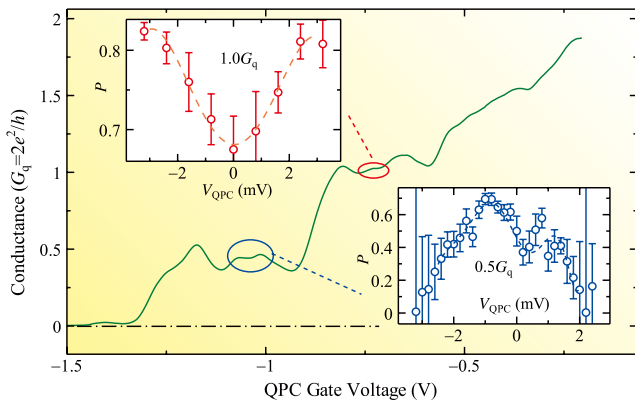 2
1.5
1
0.5
0
Conductance (Gq=2e²/h)
−1.5
−1
−0.5
QPC Gate Voltage (V)
0.8
0.7
P
1.0Gq
−2
0
2
VQPC (mV)
0.6
0.4
0.2
0
P
0.5Gq
VQPC (mV)
−2
0
2